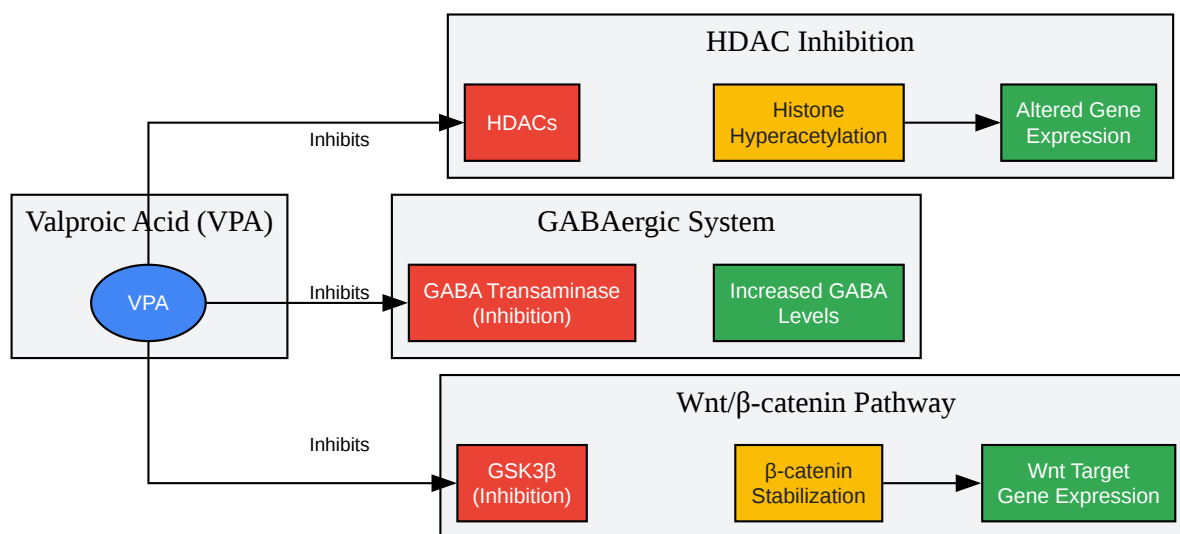 HDAC Inhibition
HDACs
Histone
Hyperacetylation
Altered Gene
Expression
Inhibits
Valproic Acid (VPA)
VPA
Inhibits
GABAergic System
GABA Transaminase
(Inhibition)
Increased GABA
Levels
Wnt/β-catenin Pathway
Inhibits
GSK3β
(Inhibition)
β-catenin
Stabilization
Wnt Target
Gene Expression